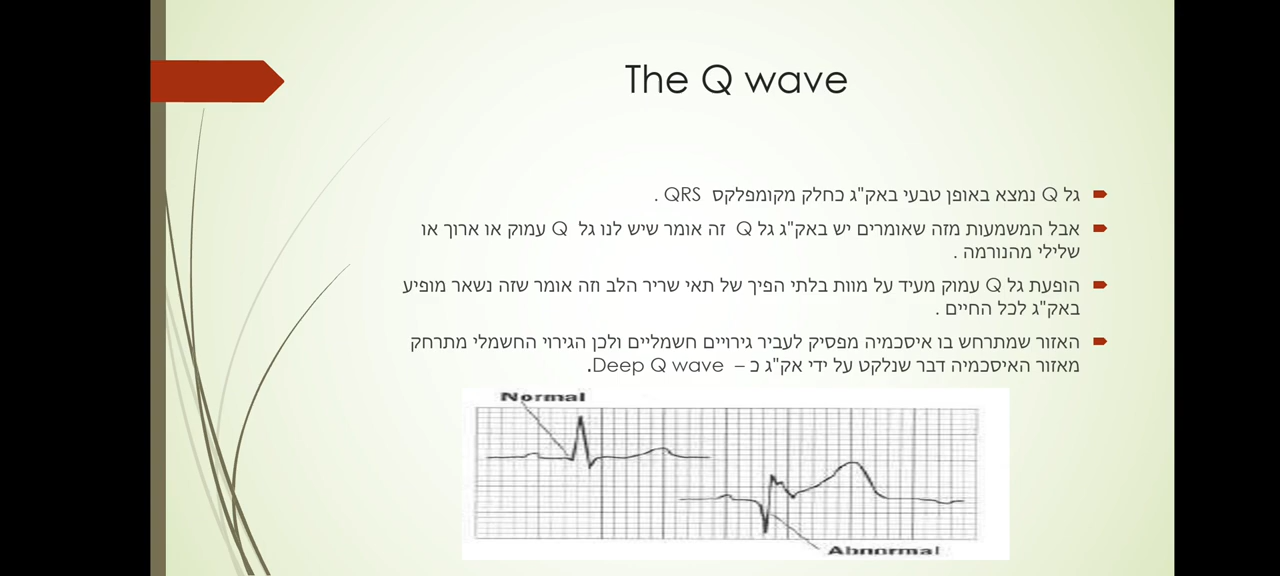 The Q wave
גל Q נמצא באופן טבעי באק"ג כחלק מקומפלקס QRS .
אבל המשמעות מזה שאומרים יש באק"ג גל Q זה אומר שיש לנו גל Q עמוק או ארוך או
שלילי מהנורמה .
הופעת גל Q עמוק מעיד על מוות בלתי הפיך של תאי שריר הלב וזה אומר שזה נשאר מופיע
באק"ג לכל החיים .
האזור שמתרחש בו איסכמיה מפסיק לעביר גירויים חשמליים ולכן הגירוי החשמלי מתרחק
מאזור האיסכמיה דבר שנלקט על ידי אק"ג כ – Deep Q wave.
Normal
Abnormal